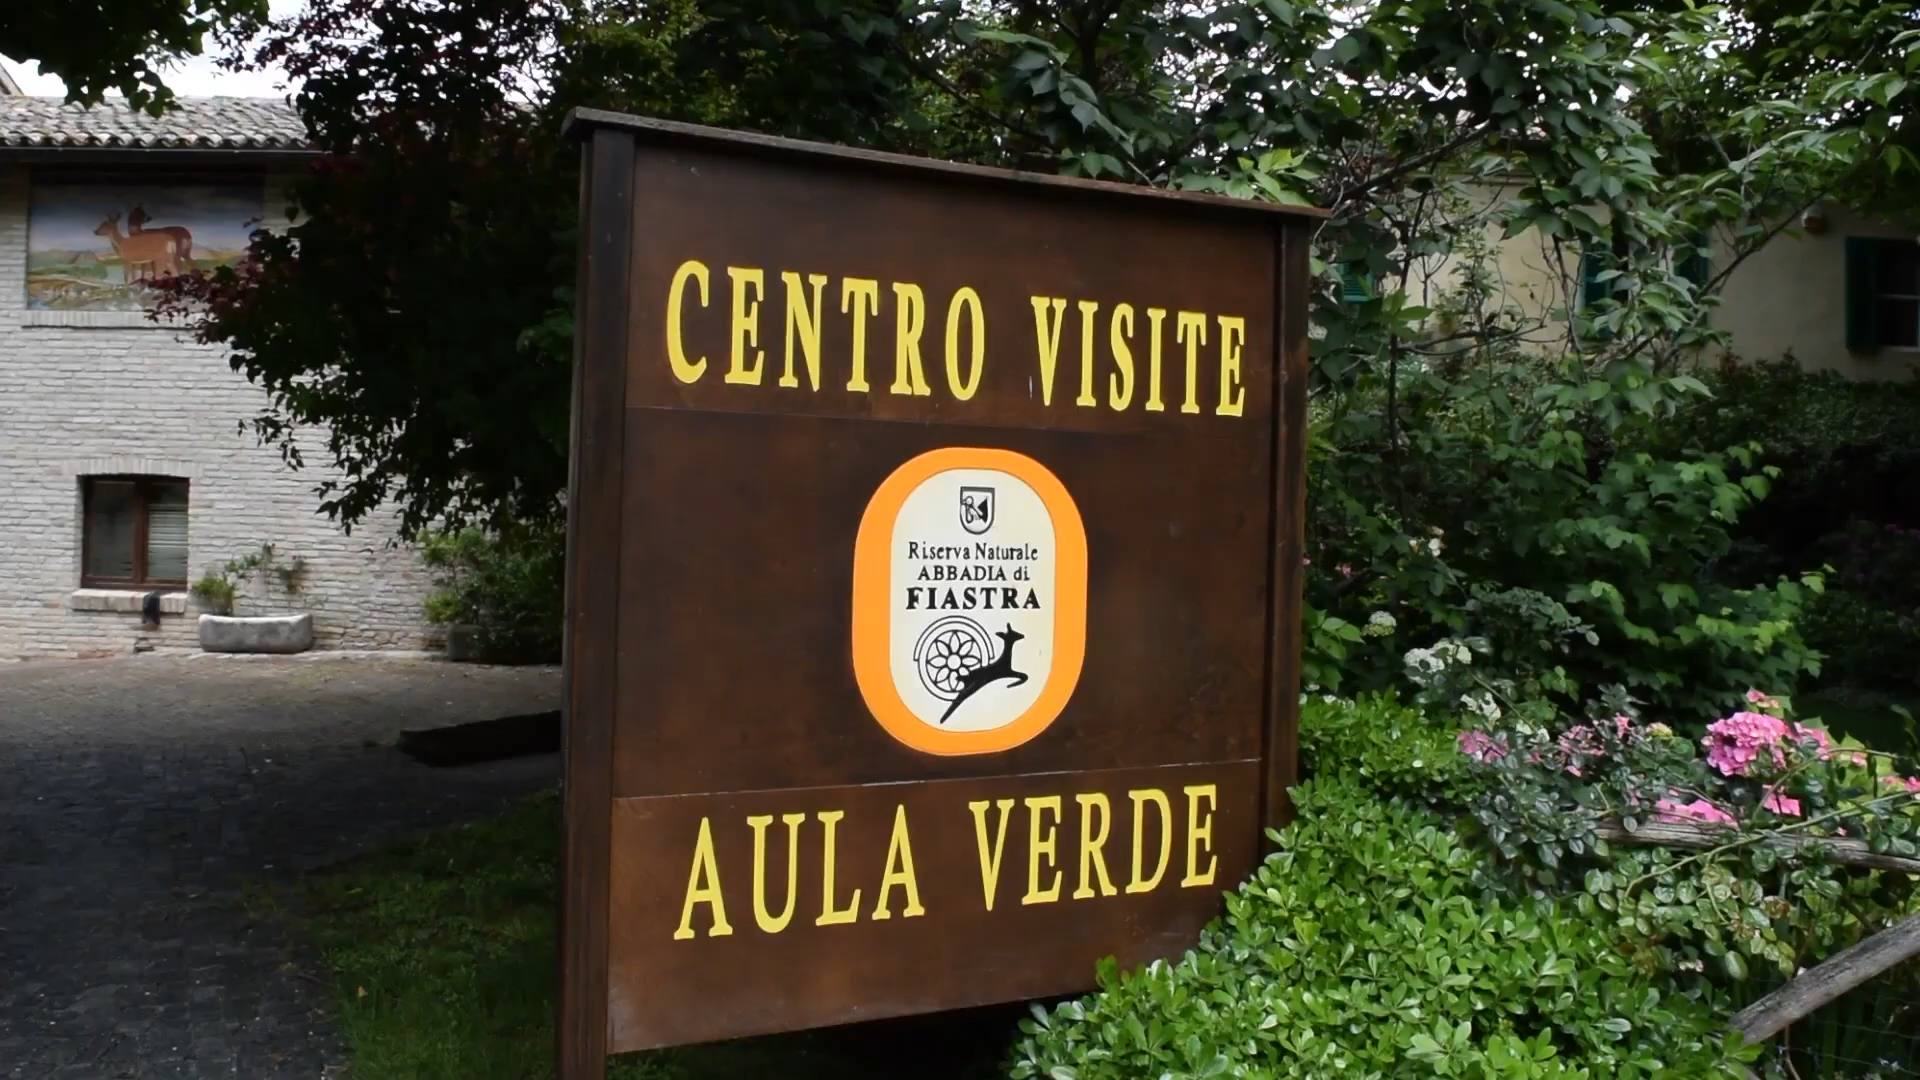 CENTRO VISITE
Riserva Naturale
ABBADIA di
FIASTRA
AULA VERDE